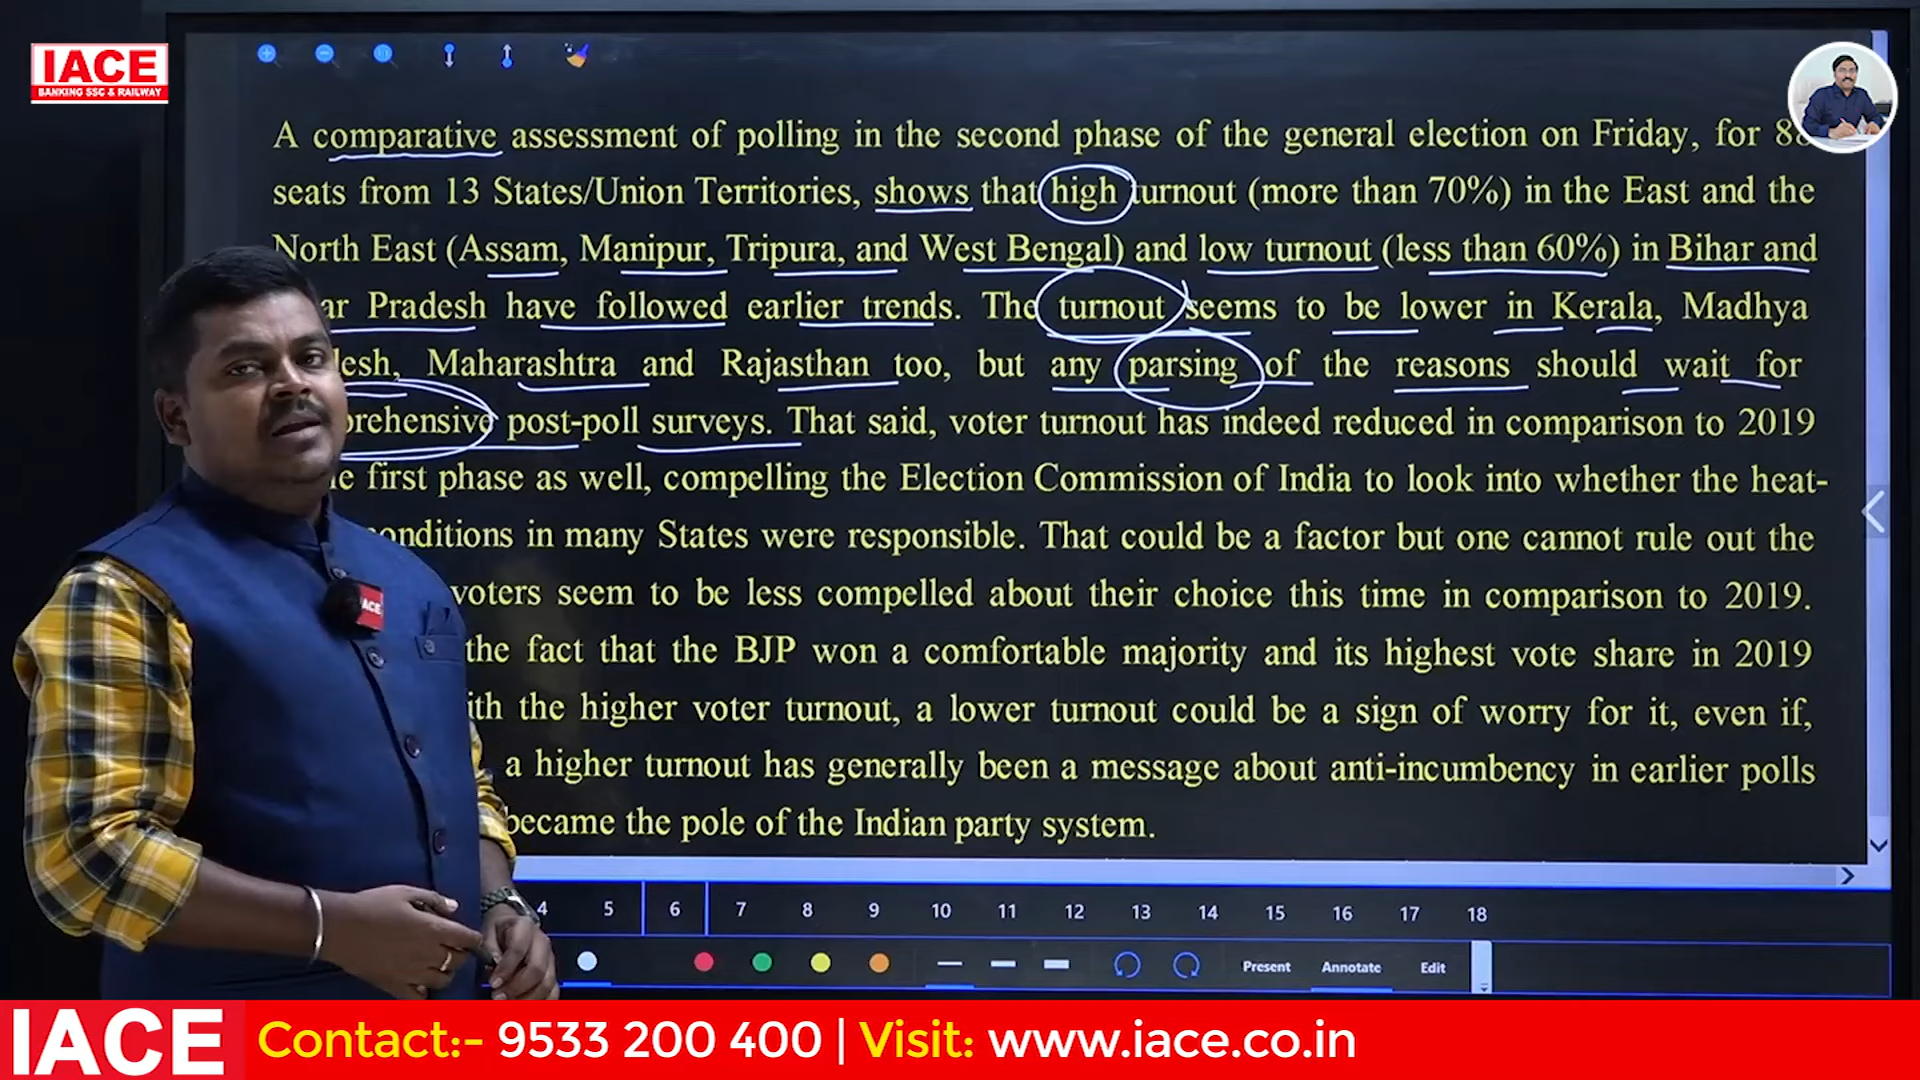 IACE
BANKING SSC & RAILWAY
A comparative assessment of polling in the second phase of the general election on Friday, for
seats from 13 States/Union Territories, shows that high turnout (more than 70%) in the East and the
North East (Assam, Manipur, Tripura, and West Bengal) and low turnout (less than 60%) in Bihar and
Pradesh have followed earlier trends. The turnout seems to be lower in Kerala, Madhya
Maharashtra and Rajasthan too, but any parsing of the reasons should wait for
post-poll surveys. That said, voter turnout has indeed reduced in comparison to 2019
first phase as well, compelling the Election Commission of India to look into whether the heat-
in many States were responsible. That could be a factor but one cannot rule out the
voters seem to be less compelled about their choice this time in comparison to 2019.
the fact that the BJP won a comfortable majority and its highest vote share in 2019
the higher voter turnout, a lower turnout could be a sign of worry for it, even if,
a higher turnout has generally been a message about anti-incumbency in earlier polls
became the pole of the Indian party system.
ACE
4 5 6 7 8 9 10 11 12 13 14 15 16 17 18
Present Annotate Edit
IACE Contact:- 9533 200 400 | Visit: www.iace.co.in